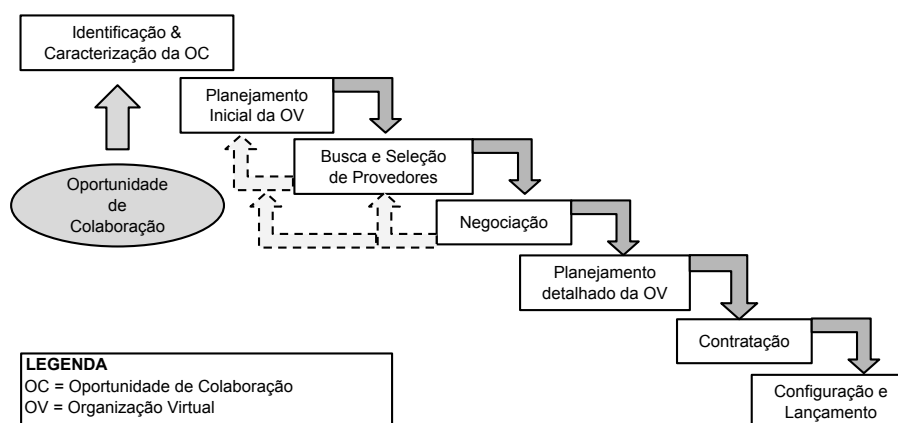 Identificação &
Caracterização da OC
Planejamento
Inicial da OV
Busca e Seleção
de Provedores
Oportunidade
de
Colaboração
Negociação
Planejamento
detalhado da OV
Contratação
Configuração e
Lançamento
LEGENDA
OC = Oportunidade de Colaboração
OV = Organização Virtual